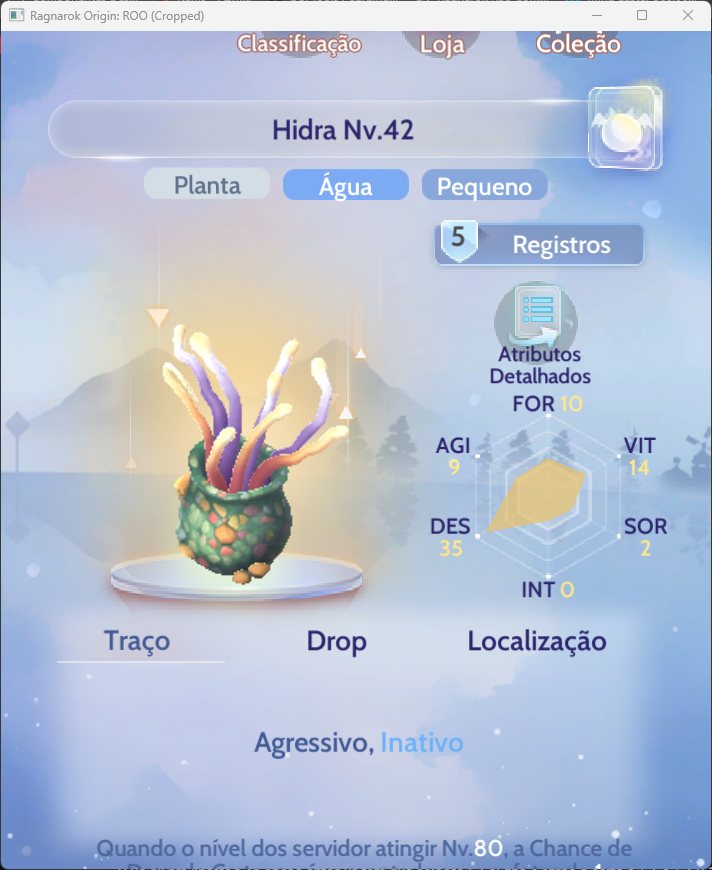 Ragnarok Origin: ROO (Cropped)
Classificação
Loja
Coleção
Hidra Nv.42
Planta
Água
Pequeno
5
Registros
Atributos
Detalhados
FOR 10
AGI
9
VIT
14
DES
35
SOR
2
INT 0
Traço
Drop
Localização
Agressivo, Inativo
Quando o nível dos servidor atingir Nv.80, a Chance de